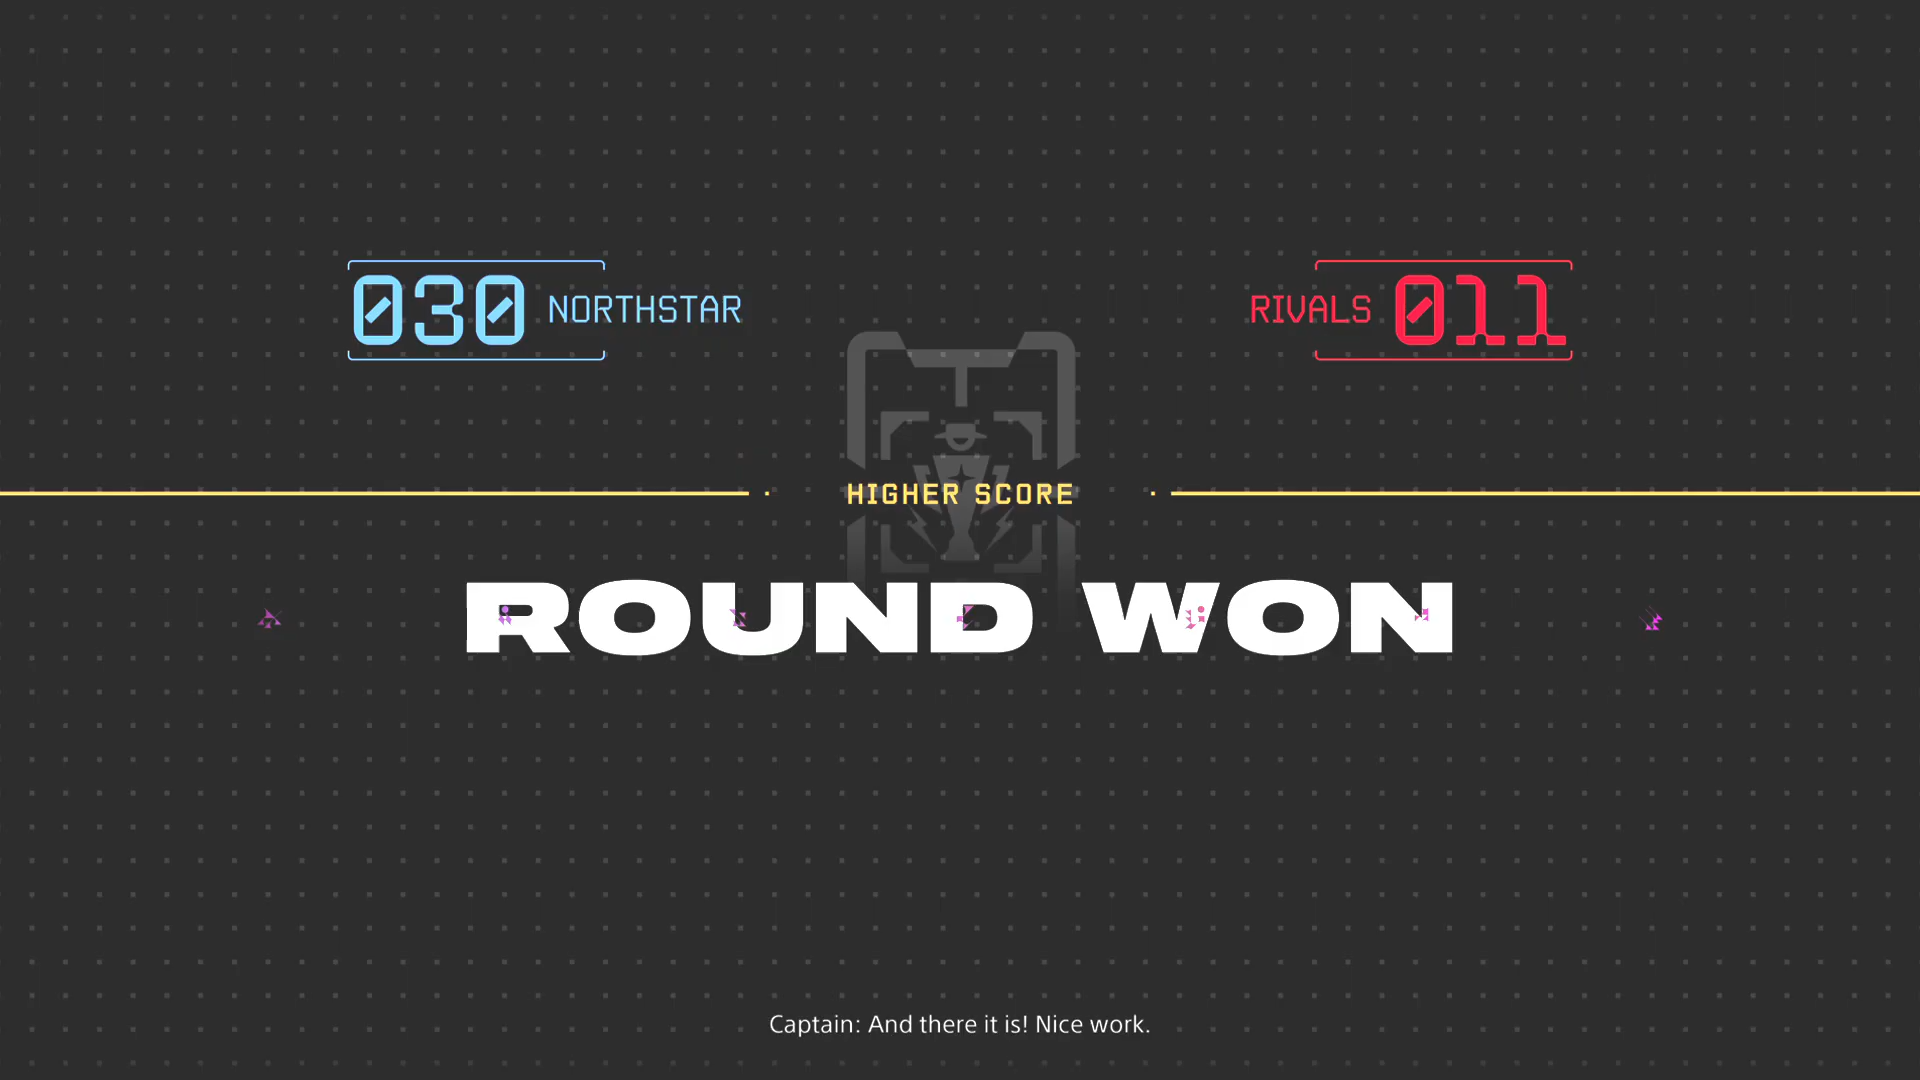 030 NORTHSTAR
RIVALS 011
HIGHER SCORE
ROUND WON
Captain: And there it is! Nice work.